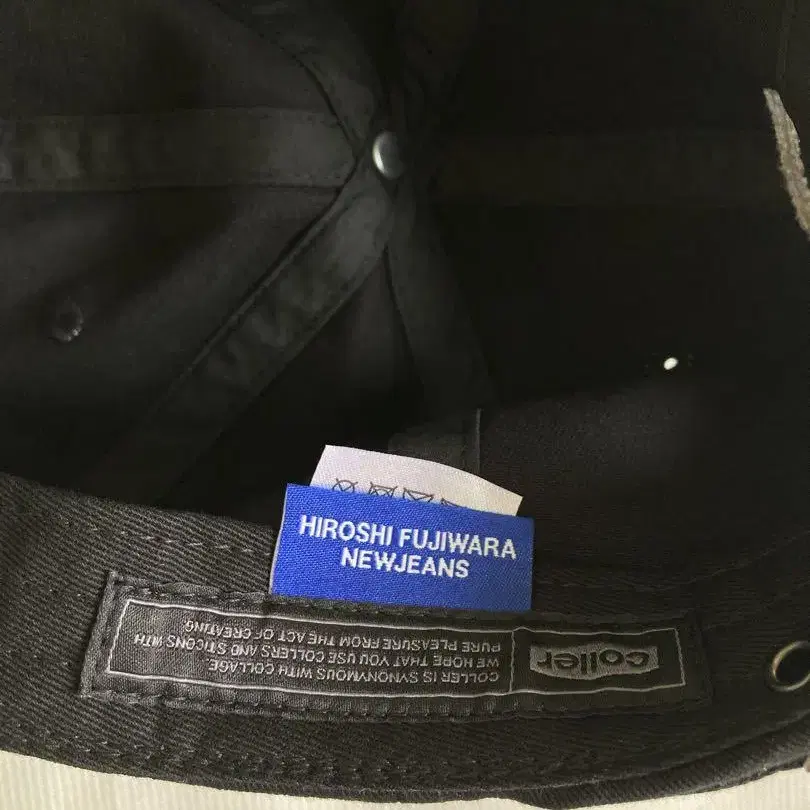 HIROSHI FUJIWARA
NEWJEANS
coller
COLLER IS SYNONYMOUS WITH COLLAGE.
WE HOPE THAT YOU USE COLLERS AND STICONS WITH
PURE PLEASURE FROM THE ACT OF CREATING.